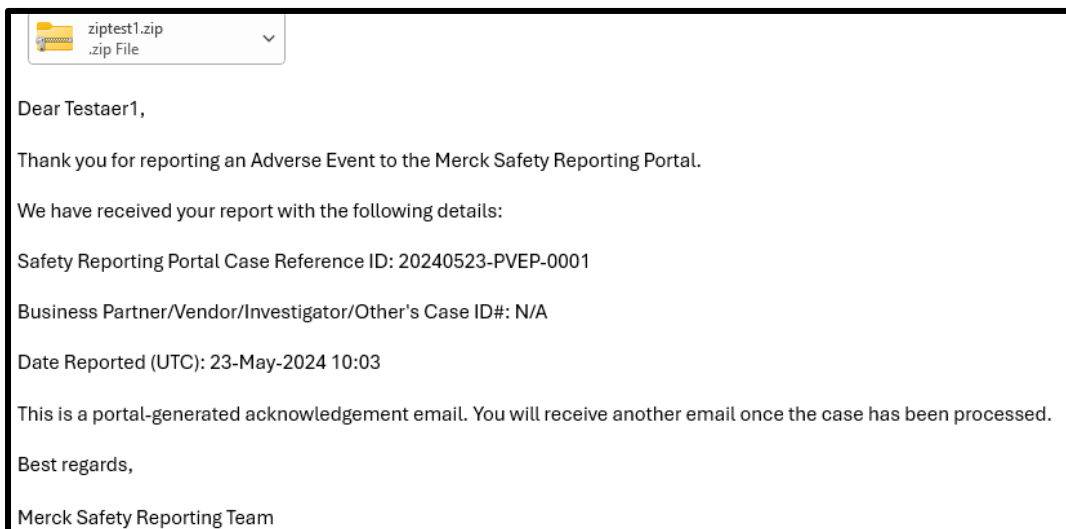 ziptest1.zip
.zip File
Dear Testaer1,
Thank you for reporting an Adverse Event to the Merck Safety Reporting Portal.
We have received your report with the following details:
Safety Reporting Portal Case Reference ID: 20240523-PVEP-0001
Business Partner/Vendor/Investigator/Other's Case ID#: N/A
Date Reported (UTC): 23-May-2024 10:03
This is a portal-generated acknowledgement email. You will receive another email once the case has been processed.
Best regards,
Merck Safety Reporting Team